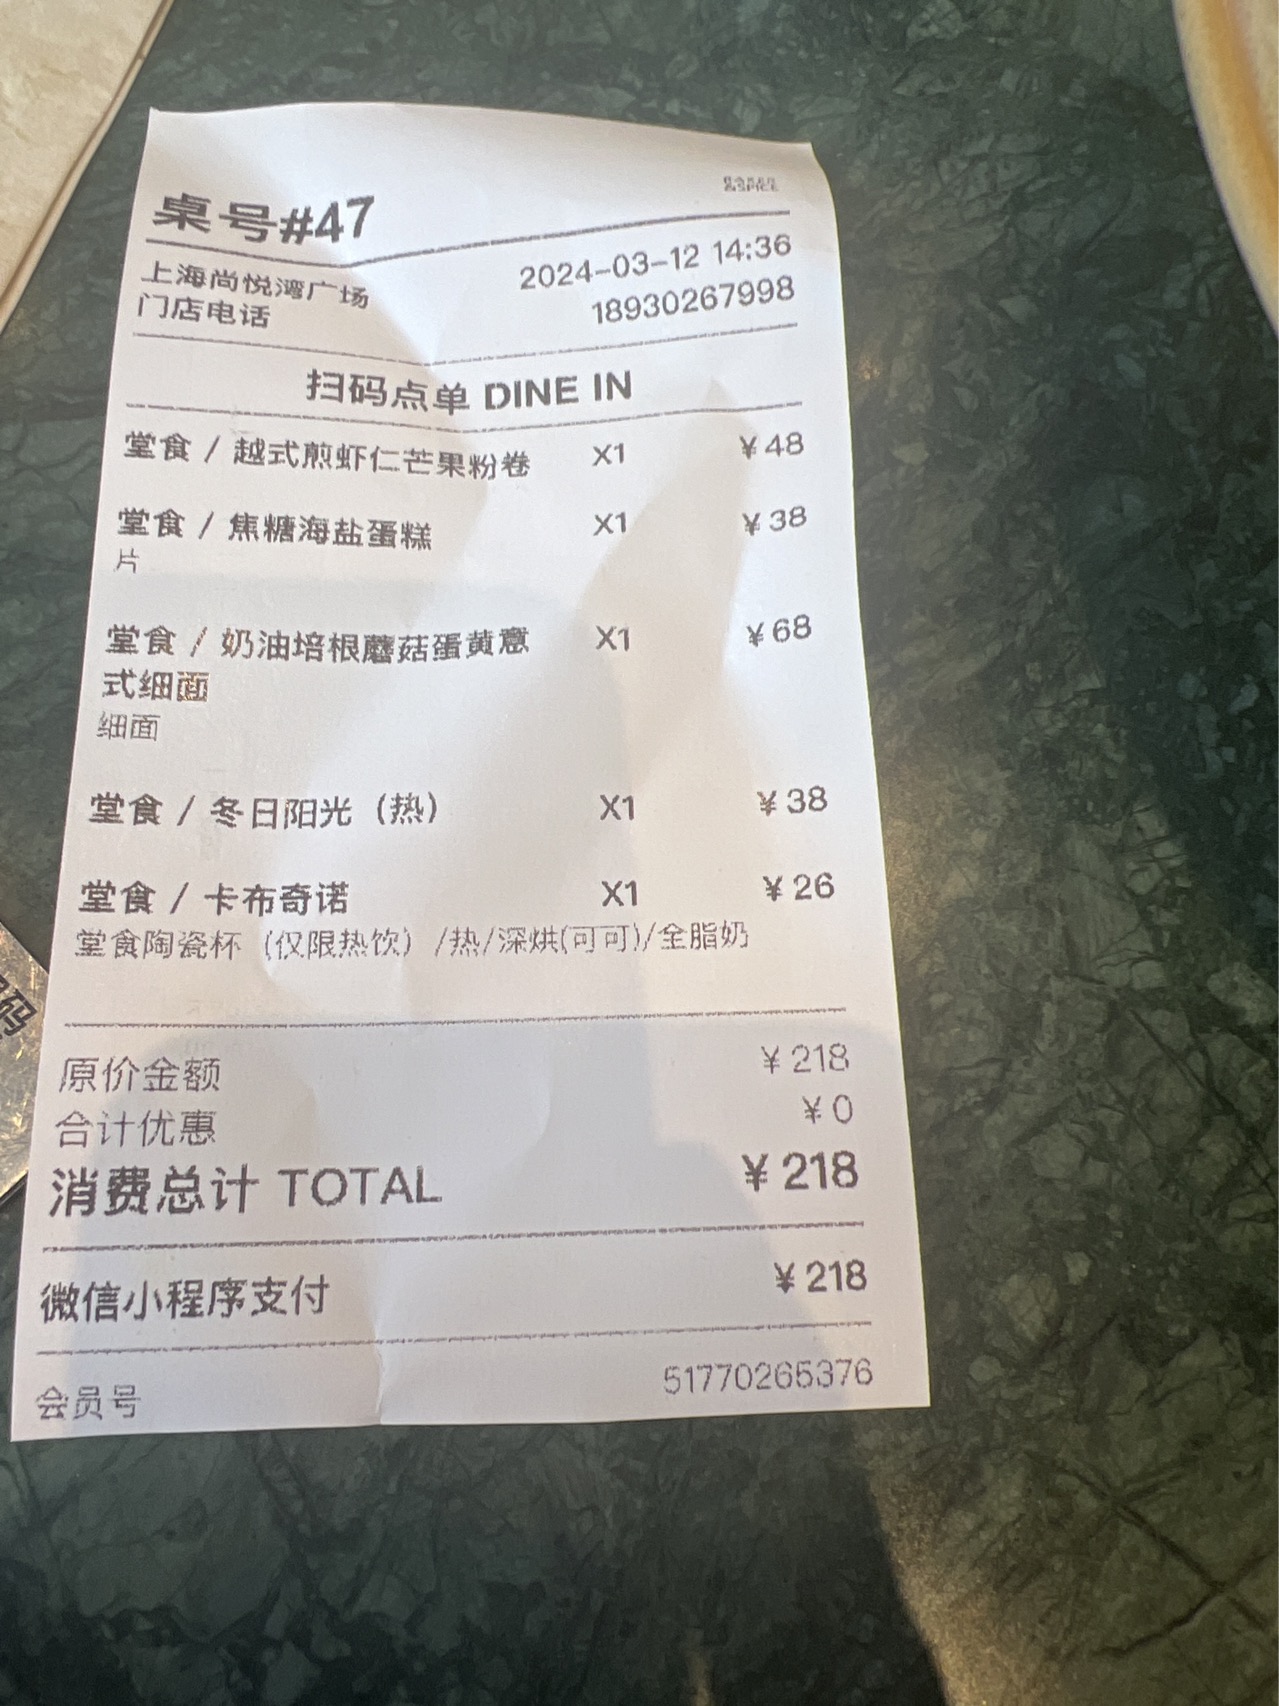 BAKER
&SPICE
桌号#47
上海尚悦湾广场 2024-03-12 14:36
门店电话 18930267998
扫码点单 DINE IN
堂食 / 越式煎虾仁芒果粉卷 X1 ¥48
堂食 / 焦糖海盐蛋糕 X1 ¥38
片
堂食 / 奶油培根蘑菇蛋黄意 X1 ¥68
式细面
细面
堂食 / 冬日阳光（热） X1 ¥38
堂食 / 卡布奇诺 X1 ¥26
堂食陶瓷杯（仅限热饮）/热/深烘(可可)/全脂奶
原价金额 ¥218
合计优惠 ¥0
消费总计 TOTAL ¥218
微信小程序支付 ¥218
会员号 51770265376
码